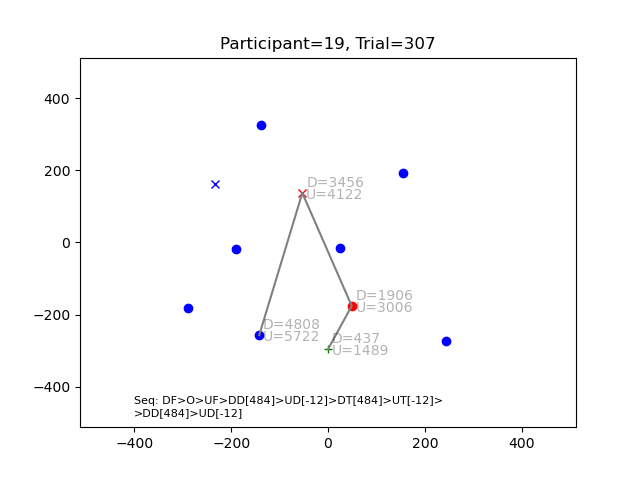 Participant=19, Trial=307
400
200
0
−200
−400
D=3456
U=4122
D=1906
U=3006
D=4808
U=5722
D=437
U=1489
Seq: DF>O>UF>DD[484]>UD[-12]>DT[484]>UT[-12]>
>DD[484]>UD[-12]
−400 −200 0 200 400